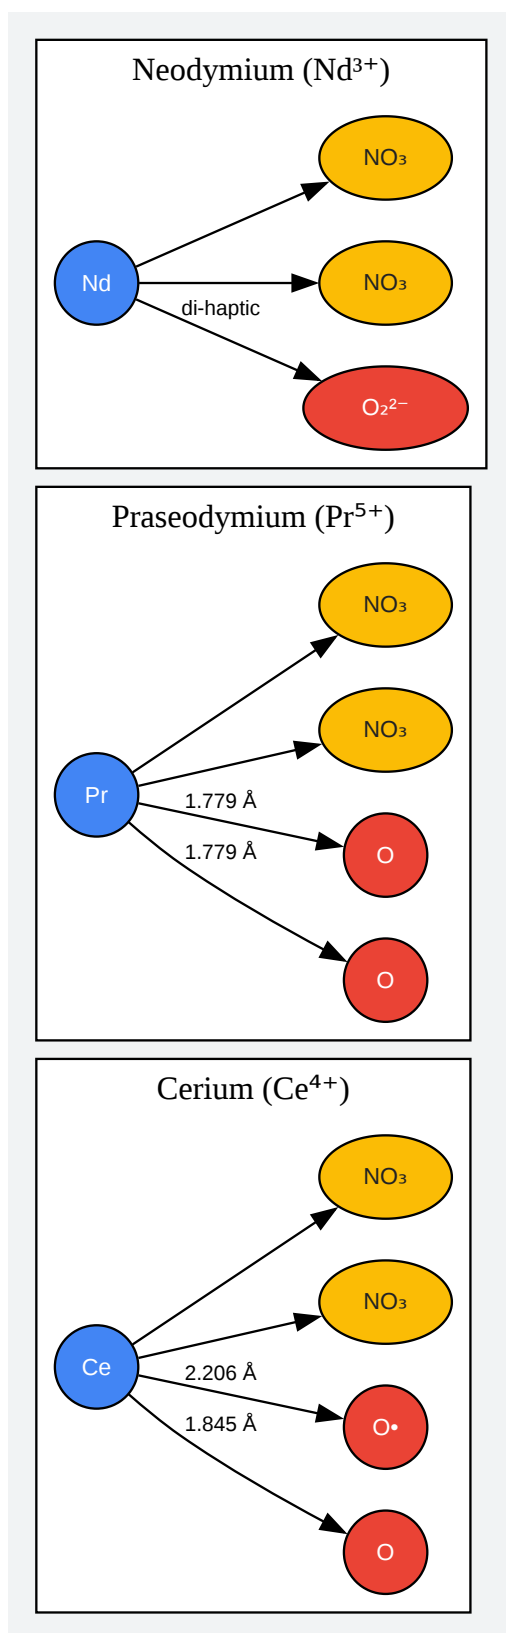 Neodymium (Nd³⁺)
NO₃
Nd
NO₃
di-haptic
O₂²⁻
Praseodymium (Pr⁵⁺)
NO₃
NO₃
Pr
1.779 Å
1.779 Å
O
O
Cerium (Ce⁴⁺)
NO₃
NO₃
Ce
2.206 Å
1.845 Å
O•
O